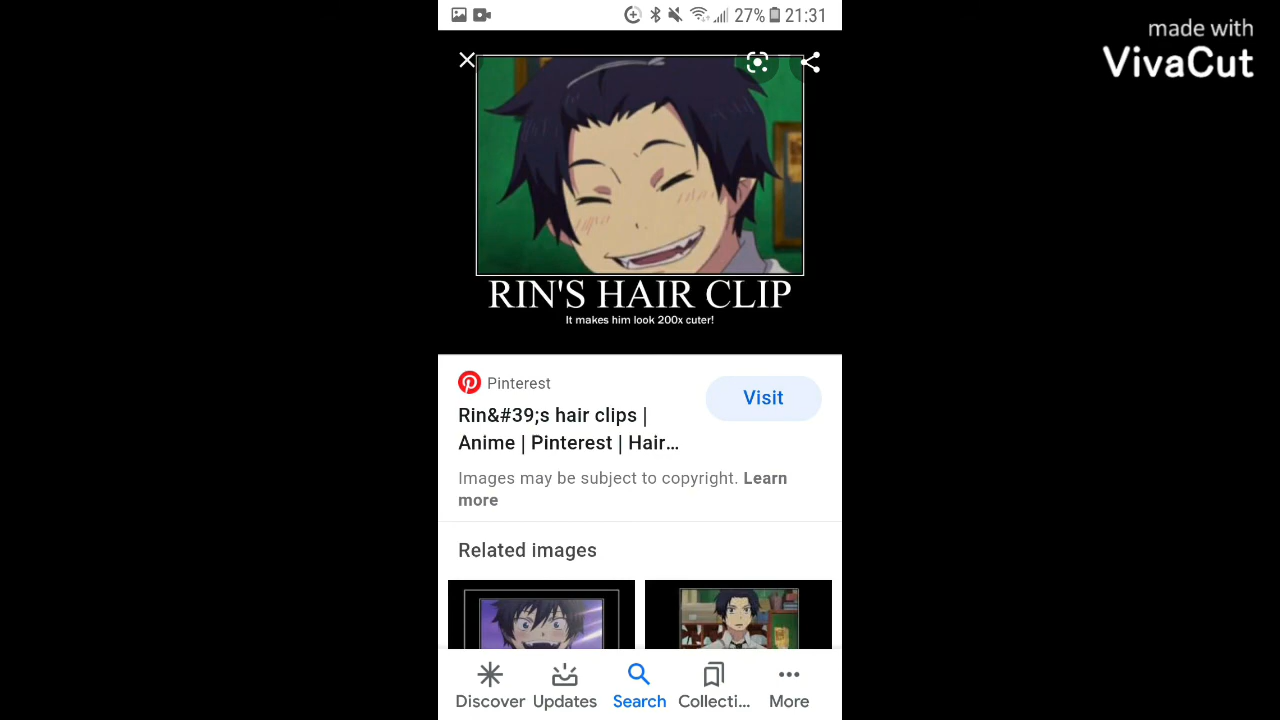 27% 21:31
made with
VivaCut
RIN'S HAIR CLIP
It makes him look 200x cuter!
Pinterest
Visit
Rin&#39;s hair clips |
Anime | Pinterest | Hair...
Images may be subject to copyright. Learn
more
Related images
Discover Updates Search Collecti... More